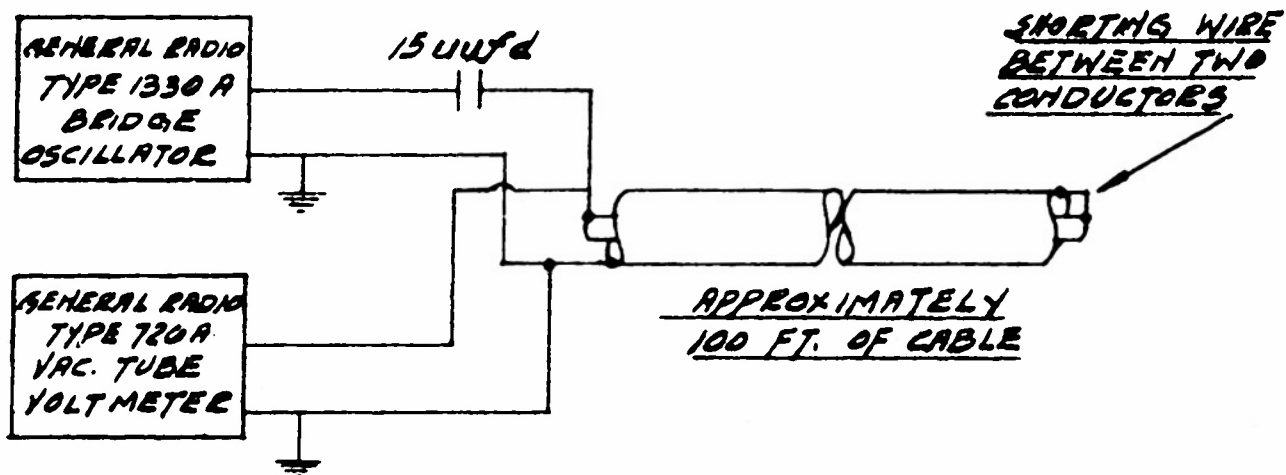 GENERAL RADIO
TYPE 1330 A
BRIDGE
OSCILLATOR
15 uufd
SHORTING WIRE
BETWEEN TWO
CONDUCTORS
GENERAL RADIO
TYPE 720 A
VAC. TUBE
VOLTMETER
APPROXIMATELY
100 FT. OF CABLE